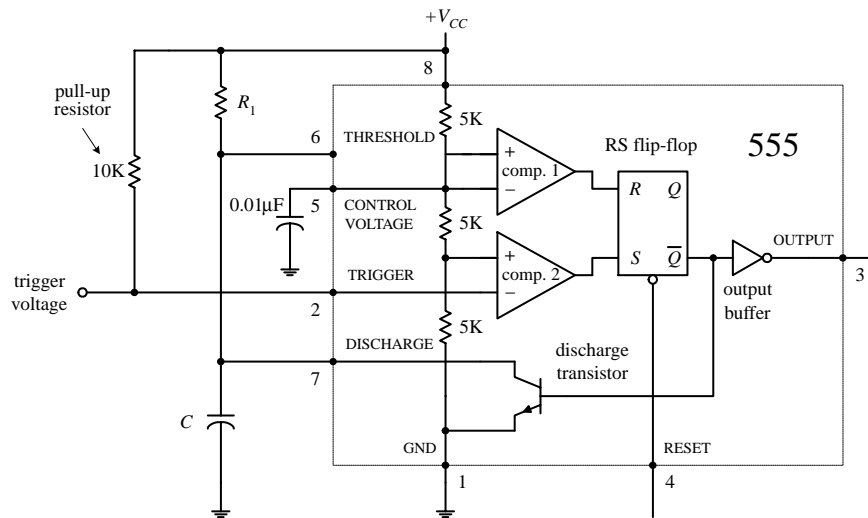 +VCC
8
pull-up
resistor
R1
10K
6
THRESHOLD
5K
+
comp. 1
−
RS flip-flop
555
R
Q
0.01µF
5
CONTROL
VOLTAGE
5K
+
comp. 2
−
S
Q̅
OUTPUT
3
output
buffer
trigger
voltage
TRIGGER
2
5K
DISCHARGE
7
discharge
transistor
C
GND
1
RESET
4